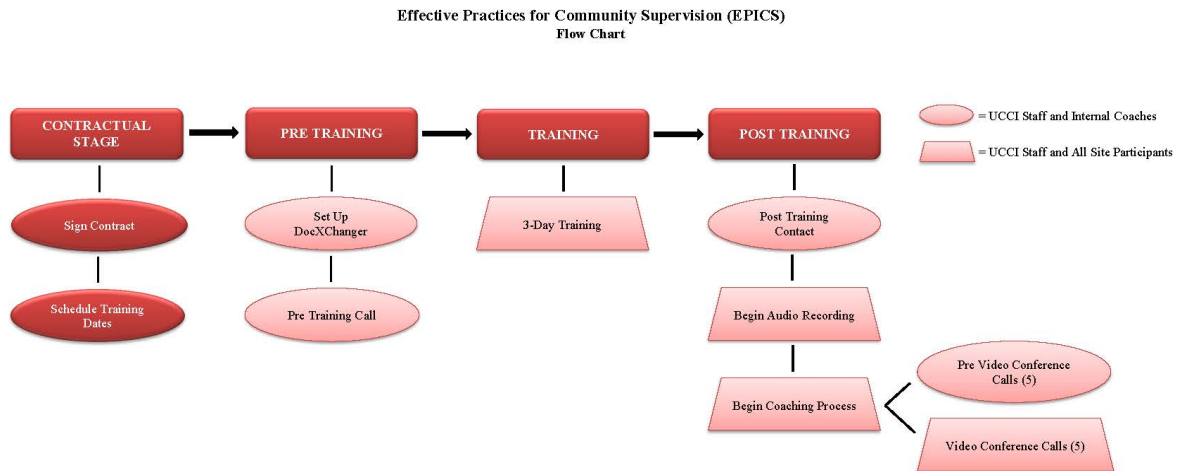 Effective Practices for Community Supervision (EPICS)
Flow Chart
CONTRACTUAL
STAGE
PRE TRAINING
TRAINING
POST TRAINING
= UCCI Staff and Internal Coaches
= UCCI Staff and All Site Participants
Sign Contract
Set Up
DocXChanger
3-Day Training
Post Training
Contact
Schedule Training
Dates
Pre Training Call
Begin Audio Recording
Begin Coaching Process
Pre Video Conference
Calls (5)
Video Conference Calls (5)